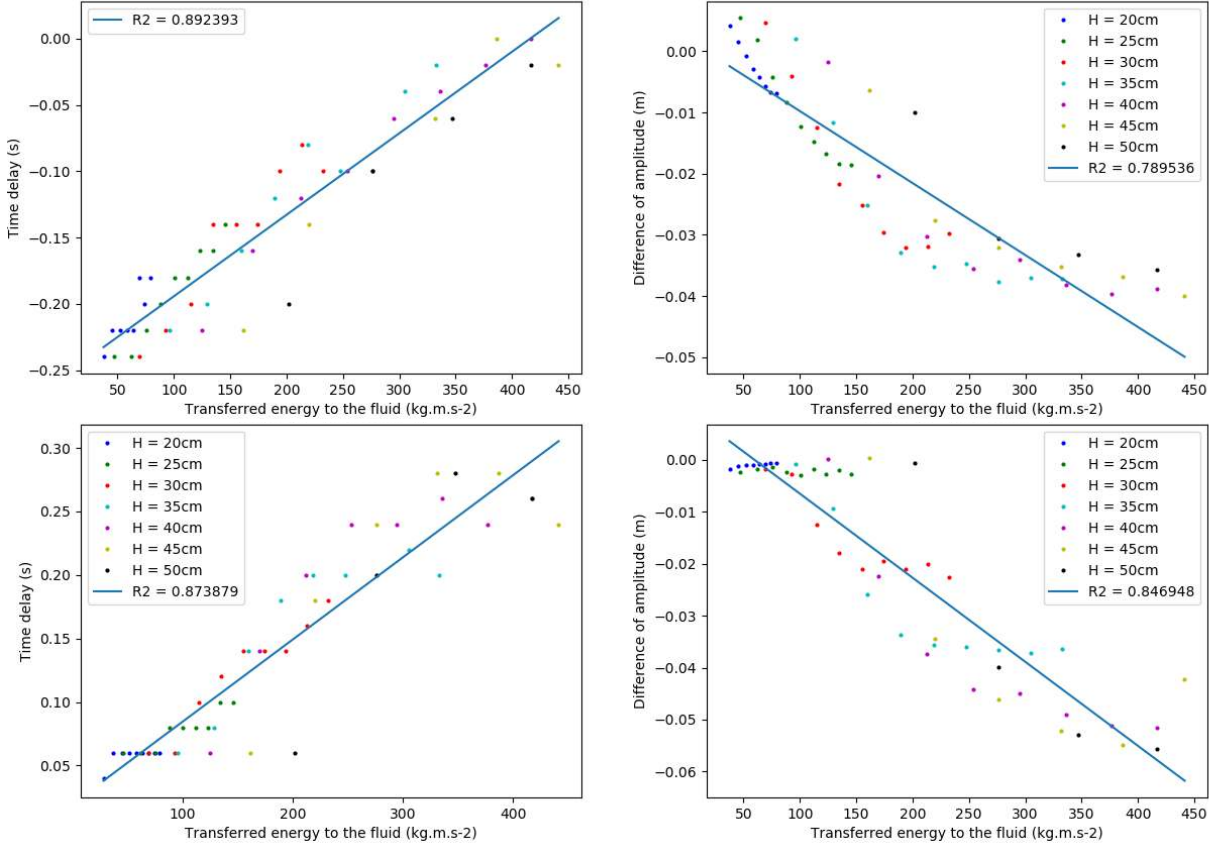 R2 = 0.892393
0.00
−0.05
−0.10
−0.15
−0.20
−0.25
Time delay (s)
50 100 150 200 250 300 350 400 450
Transferred energy to the fluid (kg.m.s-2)
H = 20cm
H = 25cm
H = 30cm
H = 35cm
H = 40cm
H = 45cm
H = 50cm
R2 = 0.789536
0.00
−0.01
−0.02
−0.03
−0.04
−0.05
Difference of amplitude (m)
50 100 150 200 250 300 350 400 450
Transferred energy to the fluid (kg.m.s-2)
H = 20cm
H = 25cm
H = 30cm
H = 35cm
H = 40cm
H = 45cm
H = 50cm
R2 = 0.873879
0.30
0.25
0.20
0.15
0.10
0.05
Time delay (s)
100 200 300 400
Transferred energy to the fluid (kg.m.s-2)
H = 20cm
H = 25cm
H = 30cm
H = 35cm
H = 40cm
H = 45cm
H = 50cm
R2 = 0.846948
0.00
−0.01
−0.02
−0.03
−0.04
−0.05
−0.06
Difference of amplitude (m)
50 100 150 200 250 300 350 400 450
Transferred energy to the fluid (kg.m.s-2)